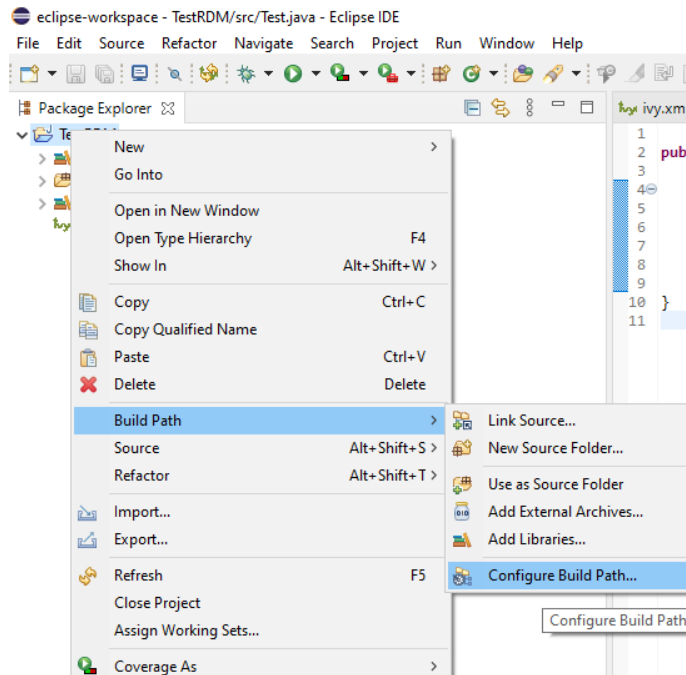 eclipse-workspace - TestRDM/src/Test.java - Eclipse IDE
File Edit Source Refactor Navigate Search Project Run Window Help
Package Explorer
ivy.xm
1
2 pub
3
4
5
6
7
8
9
10 }
11
New
Go Into
Open in New Window
Open Type Hierarchy F4
Show In Alt+Shift+W >
Copy Ctrl+C
Copy Qualified Name
Paste Ctrl+V
Delete Delete
Build Path >
Source Alt+Shift+S >
Refactor Alt+Shift+T >
Import...
Export...
Refresh F5
Close Project
Assign Working Sets...
Coverage As >
Link Source...
New Source Folder...
Use as Source Folder
Add External Archives...
Add Libraries...
Configure Build Path...
Configure Build Path